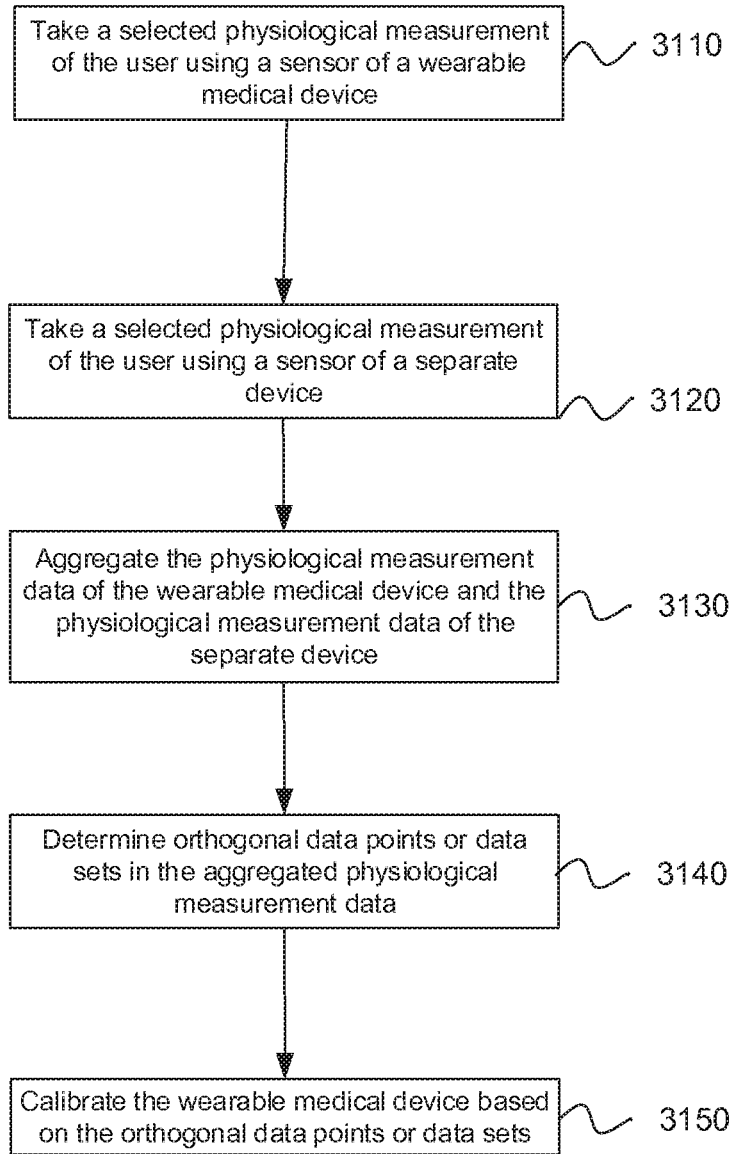 Take a selected physiological measurement
of the user using a sensor of a wearable
medical device
3110
Take a selected physiological measurement
of the user using a sensor of a separate
device
3120
Aggregate the physiological measurement
data of the wearable medical device and the
physiological measurement data of the
separate device
3130
Determine orthogonal data points or data
sets in the aggregated physiological
measurement data
3140
Calibrate the wearable medical device based
on the orthogonal data points or data sets
3150